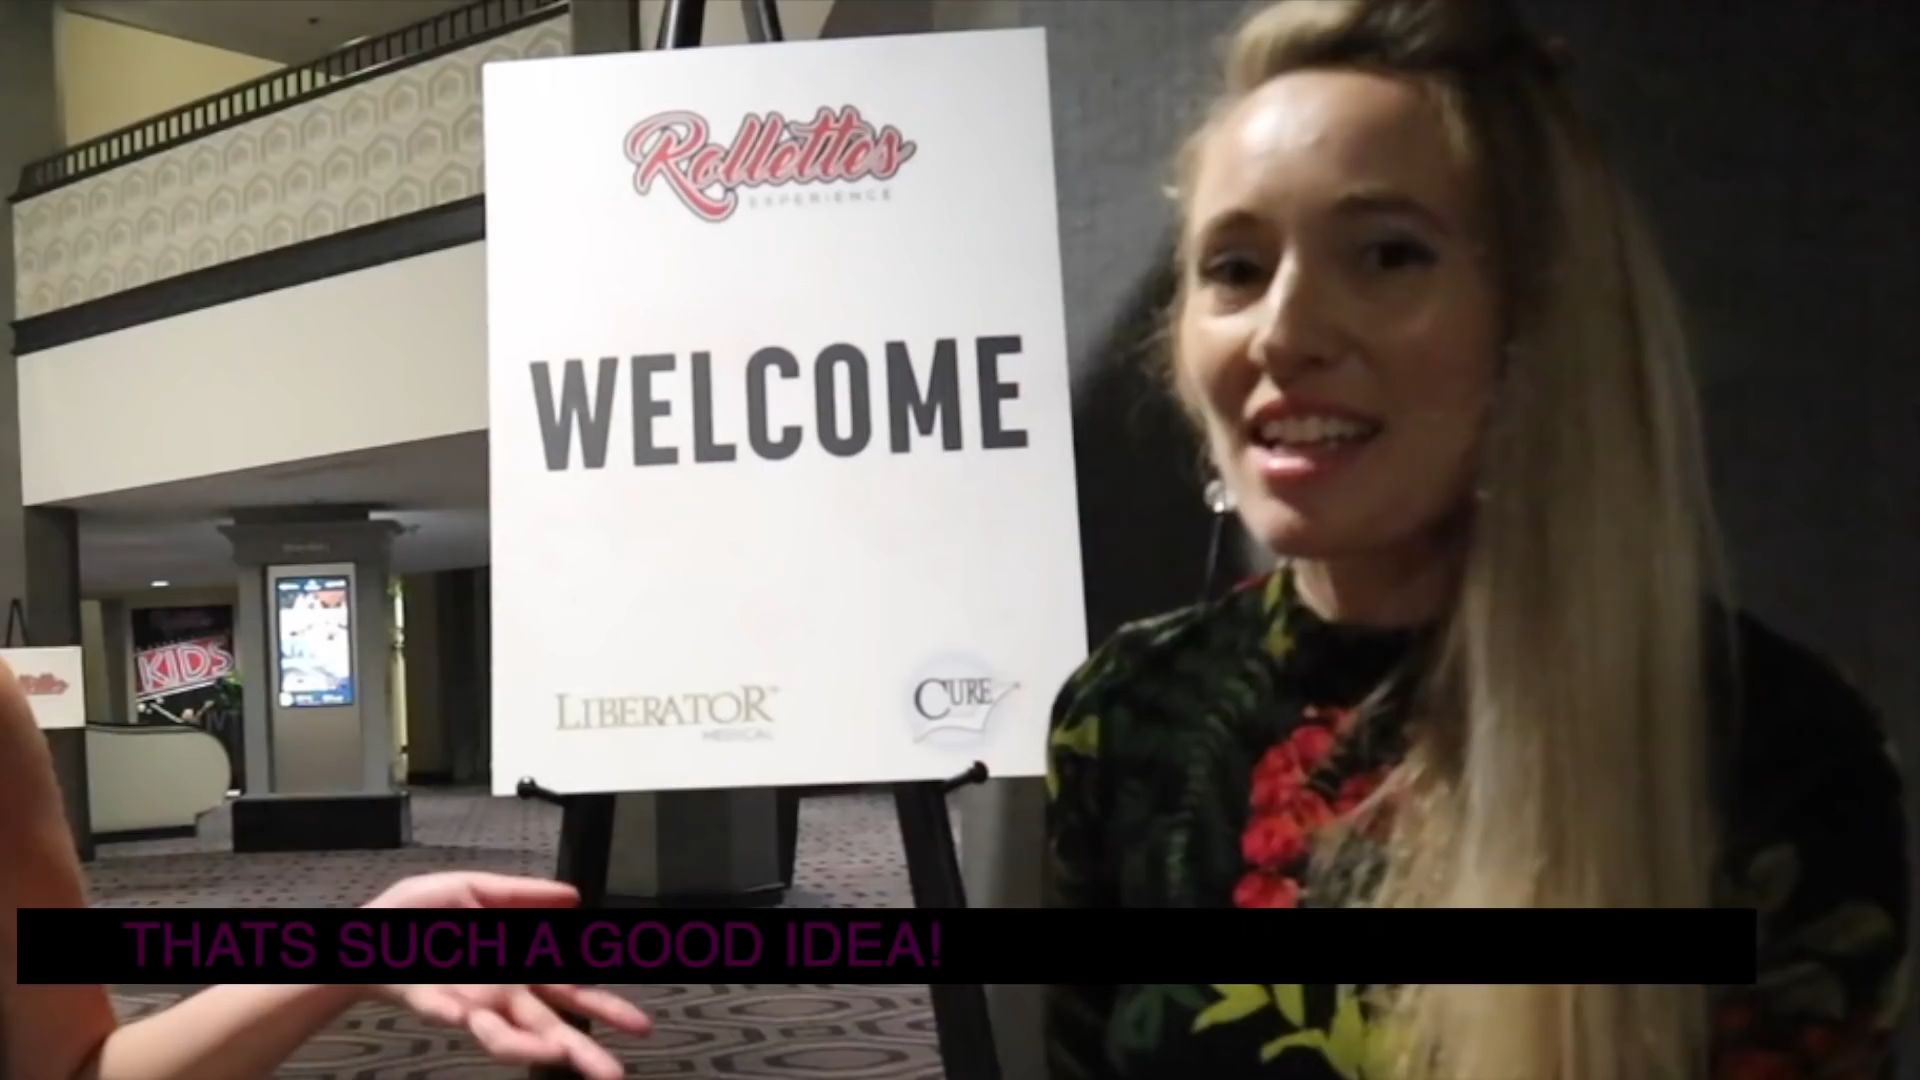 Rollettes
EXPERIENCE
WELCOME
LIBERATOR
MEDICAL
CURE
KIDS
THATS SUCH A GOOD IDEA!